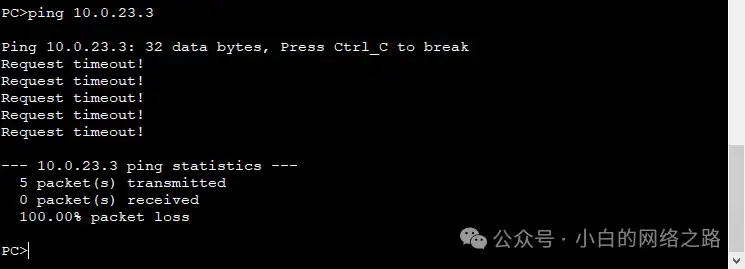 PC>ping 10.0.23.3
Ping 10.0.23.3: 32 data bytes, Press Ctrl_C to break
Request timeout!
Request timeout!
Request timeout!
Request timeout!
Request timeout!
--- 10.0.23.3 ping statistics ---
5 packet(s) transmitted
0 packet(s) received
100.00% packet loss
PC>
公众号 · 小白的网络之路